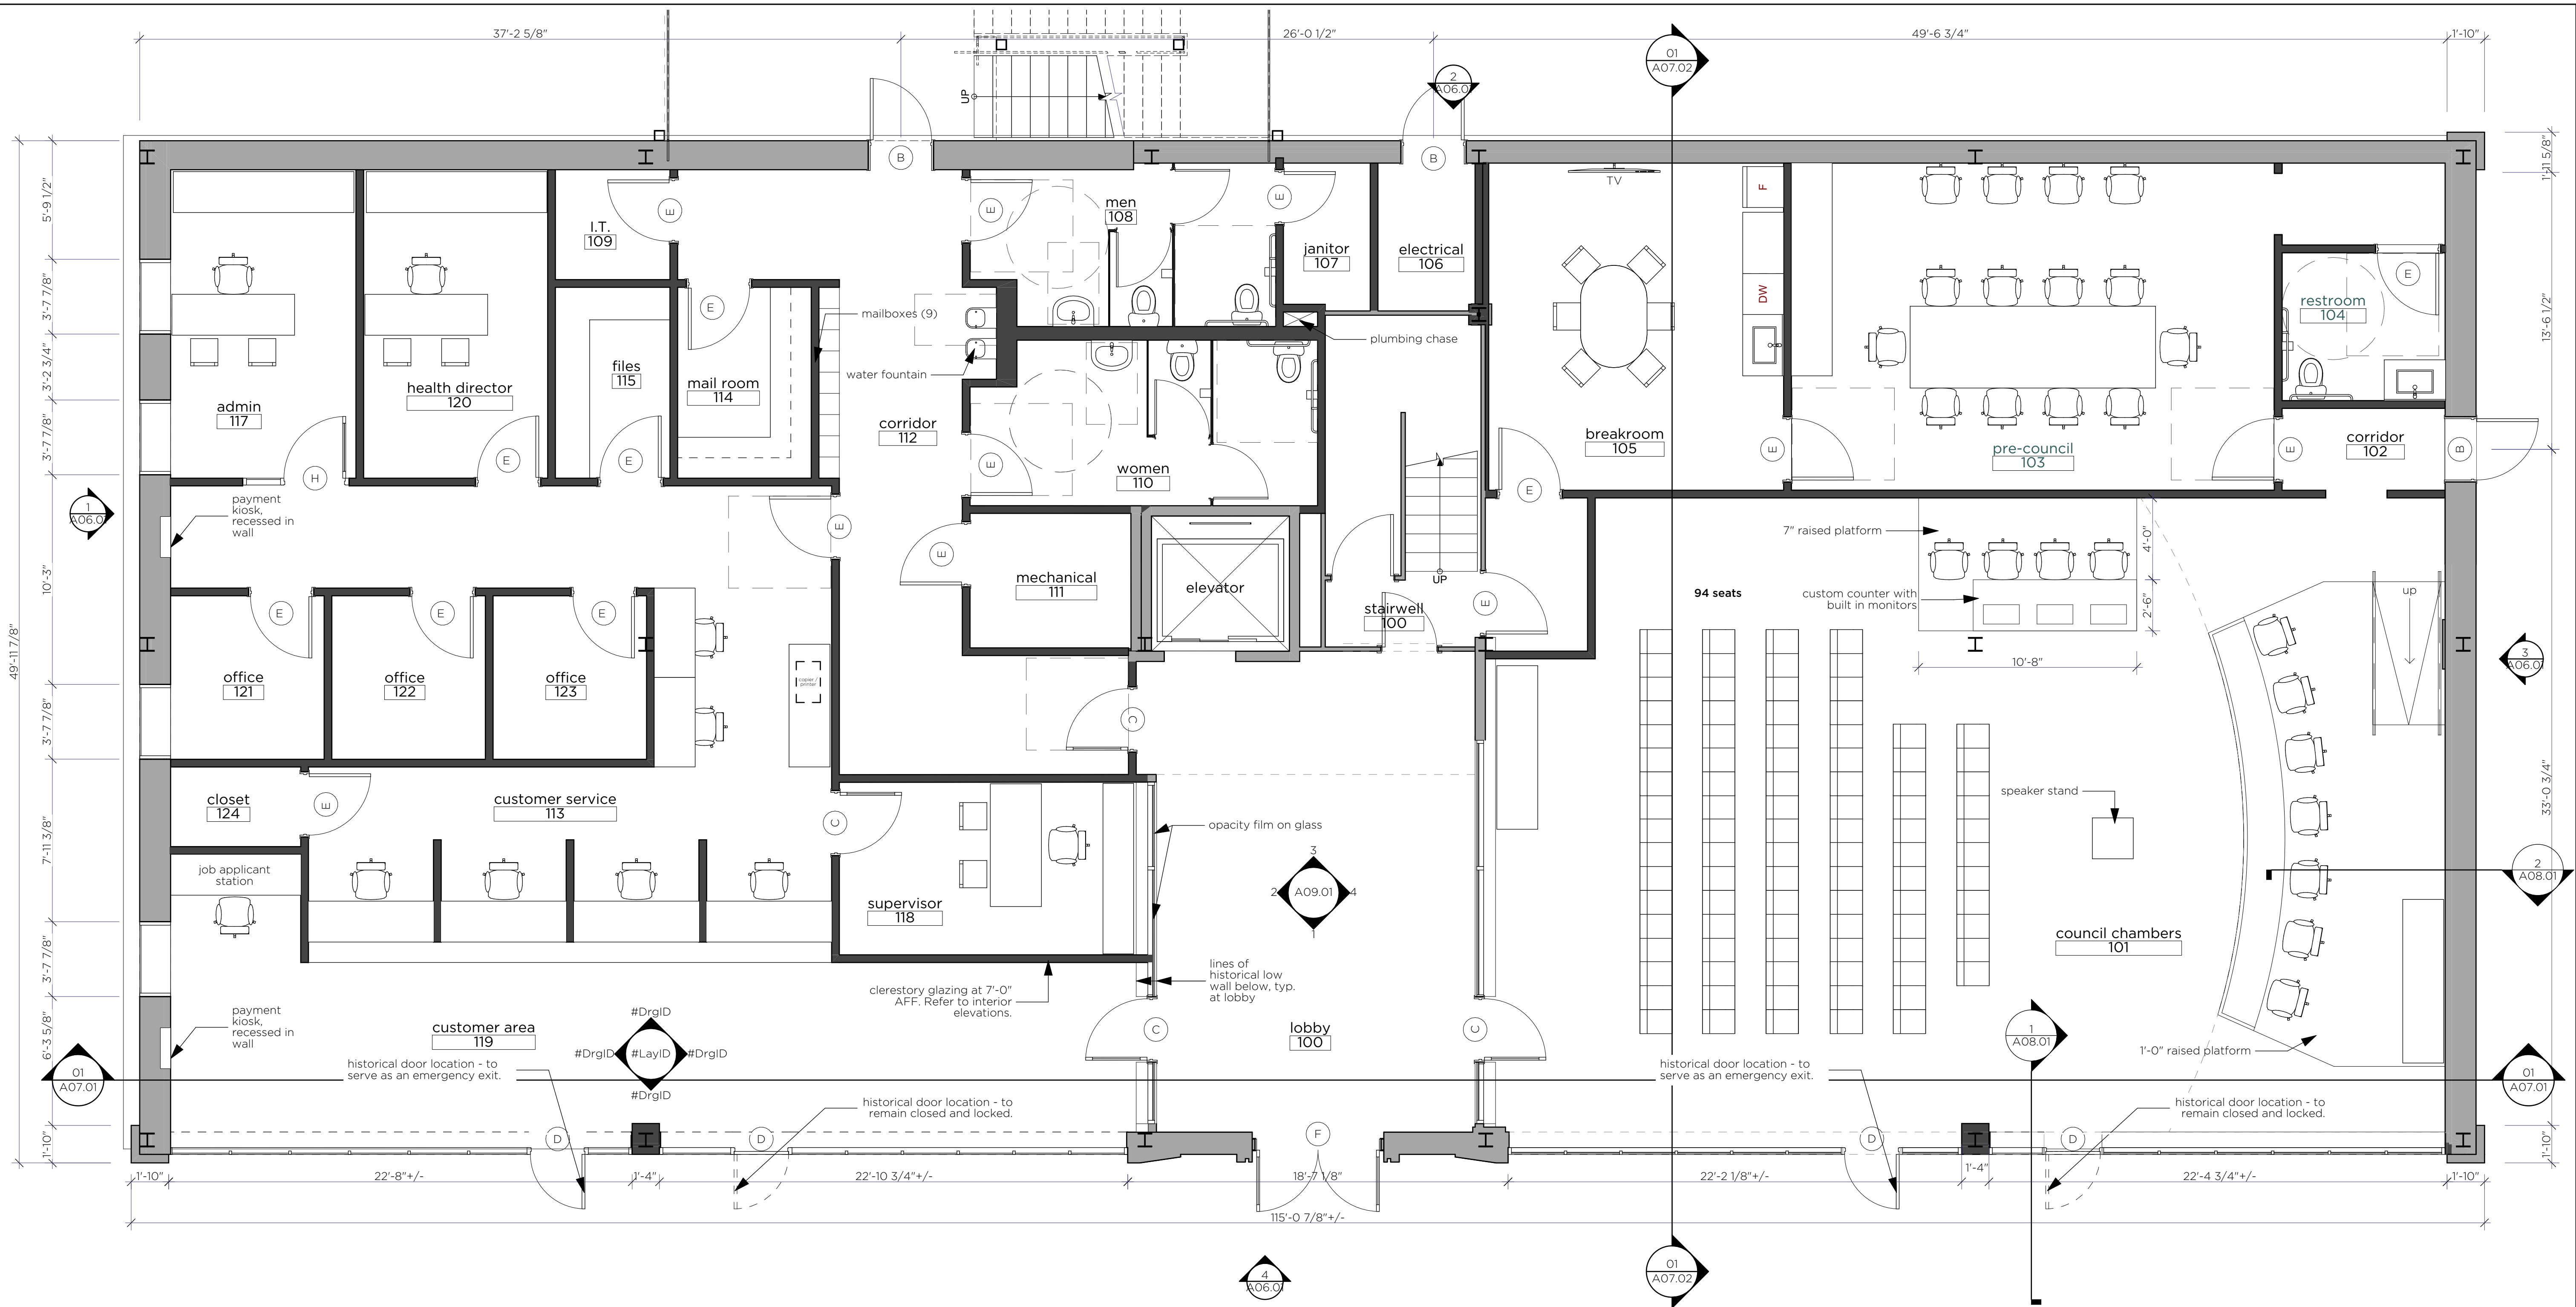 37'-2 5/8"
26'-0 1/2"
49'-6 3/4"
1'-10"
01
A07.02
2
A06.0
UP
B
B
1'-11 5/8"
5'-9 1/2"
3'-7 7/8"
3'-2 3/4"
3'-7 7/8"
10'-3"
3'-7 7/8"
7'-11 3/8"
3'-7 7/8"
6'-3 5/8"
1'-10"
49'-11 7/8"
I.T.
109
E
E
men
108
E
janitor
107
electrical
106
TV
F
DW
E
restroom
104
13'-6 1/2"
mailboxes (9)
plumbing chase
water fountain
E
admin
117
health director
120
files
115
mail room
114
corridor
112
breakroom
105
pre-council
103
corridor
102
E
E
B
women
110
E
H
E
E
E
1
A06.0
payment
kiosk,
recessed in
wall
E
E
mechanical
111
elevator
UP
stairwell
100
E
7" raised platform
4'-0"
94 seats
custom counter with
built in monitors
2'-6"
10'-8"
up
3
A06.0
E
E
E
office
121
office
122
office
123
copier /
printer
C
closet
124
E
customer service
113
C
opacity film on glass
speaker stand
33'-0 3/4"
job applicant
station
supervisor
118
3
2
A09.01
4
1
2
A08.01
council chambers
101
clerestory glazing at 7'-0"
AFF. Refer to interior
elevations.
lines of
historical low
wall below, typ.
at lobby
payment
kiosk,
recessed in
wall
customer area
119
#DrgID
#DrgID
#LayID
#DrgID
#DrgID
C
lobby
100
C
1
A08.01
1'-0" raised platform
01
A07.01
historical door location - to
serve as an emergency exit.
historical door location - to
serve as an emergency exit.
01
A07.01
historical door location - to
remain closed and locked.
historical door location - to
remain closed and locked.
D
D
F
D
D
1'-10"
1'-10"
22'-8"+/-
1'-4"
22'-10 3/4"+/-
18'-7 1/8"
22'-2 1/8"+/-
1'-4"
22'-4 3/4"+/-
1'-10"
115'-0 7/8"+/-
4
A06.0
01
A07.02